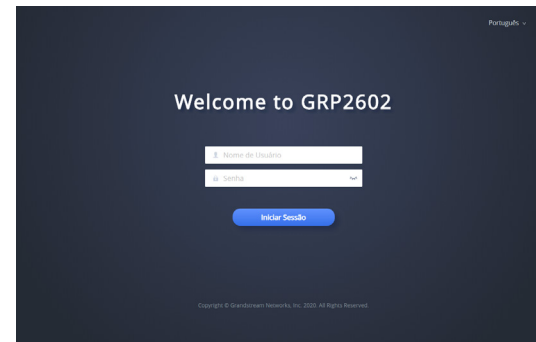 Português
Welcome to GRP2602
Nome de Usuário
Senha
Iniciar Sessão
Copyright © Grandstream Networks, Inc. 2020. All Rights Reserved